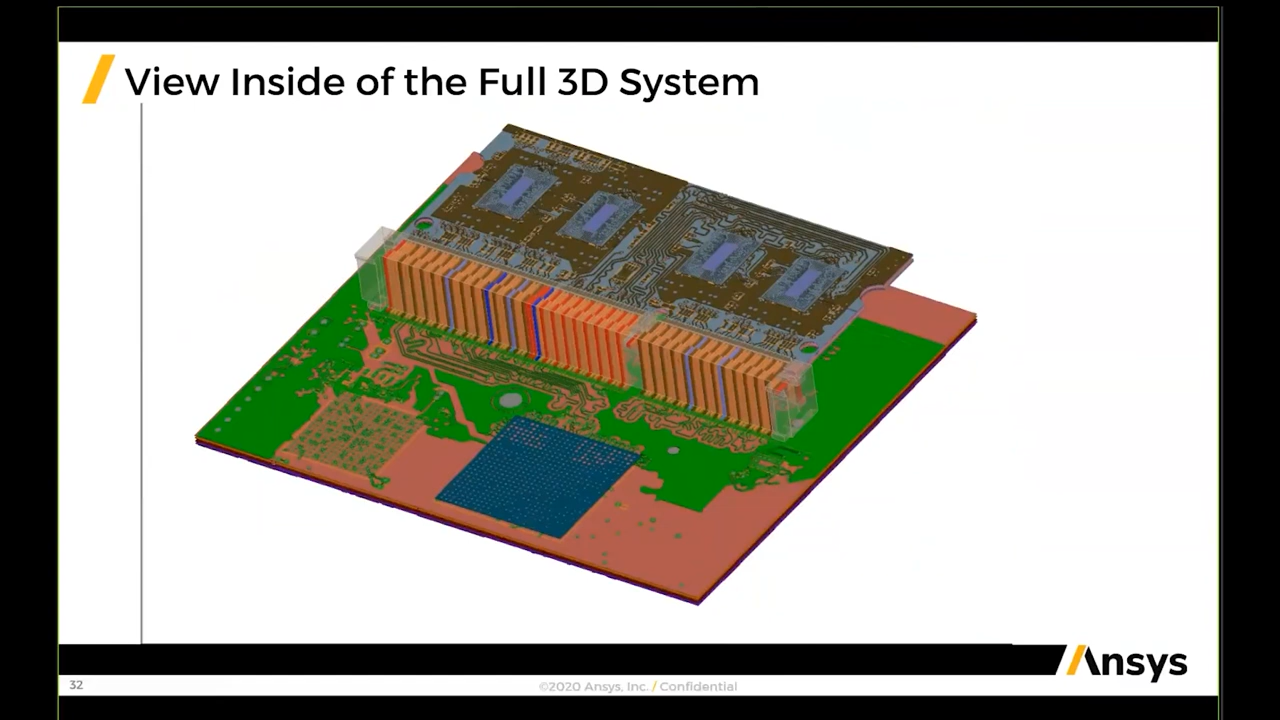 View Inside of the Full 3D System
Ansys
32
©2020 Ansys, Inc. / Confidential